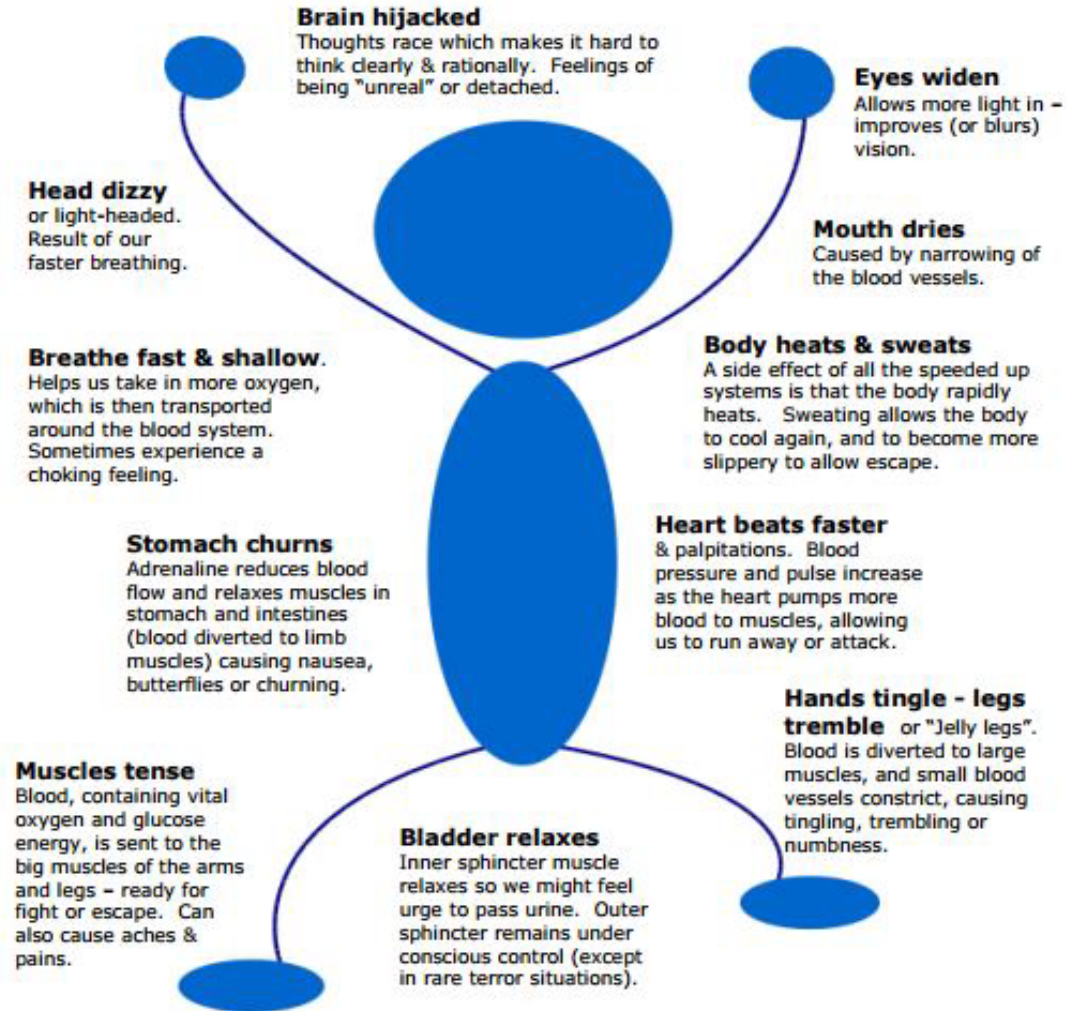 Brain hijacked
Thoughts race which makes it hard to
think clearly & rationally.  Feelings of
being "unreal" or detached.
Eyes widen
Allows more light in –
improves (or blurs)
vision.
Head dizzy
or light-headed.
Result of our
faster breathing.
Mouth dries
Caused by narrowing of
the blood vessels.
Breathe fast & shallow.
Helps us take in more oxygen,
which is then transported
around the blood system.
Sometimes experience a
choking feeling.
Body heats & sweats
A side effect of all the speeded up
systems is that the body rapidly
heats.  Sweating allows the body
to cool again, and to become more
slippery to allow escape.
Stomach churns
Adrenaline reduces blood
flow and relaxes muscles in
stomach and intestines
(blood diverted to limb
muscles) causing nausea,
butterflies or churning.
Heart beats faster
& palpitations.  Blood
pressure and pulse increase
as the heart pumps more
blood to muscles, allowing
us to run away or attack.
Hands tingle - legs
tremble or "Jelly legs".
Blood is diverted to large
muscles, and small blood
vessels constrict, causing
tingling, trembling or
numbness.
Muscles tense
Blood, containing vital
oxygen and glucose
energy, is sent to the
big muscles of the arms
and legs – ready for
fight or escape.  Can
also cause aches &
pains.
Bladder relaxes
Inner sphincter muscle
relaxes so we might feel
urge to pass urine.  Outer
sphincter remains under
conscious control (except
in rare terror situations).